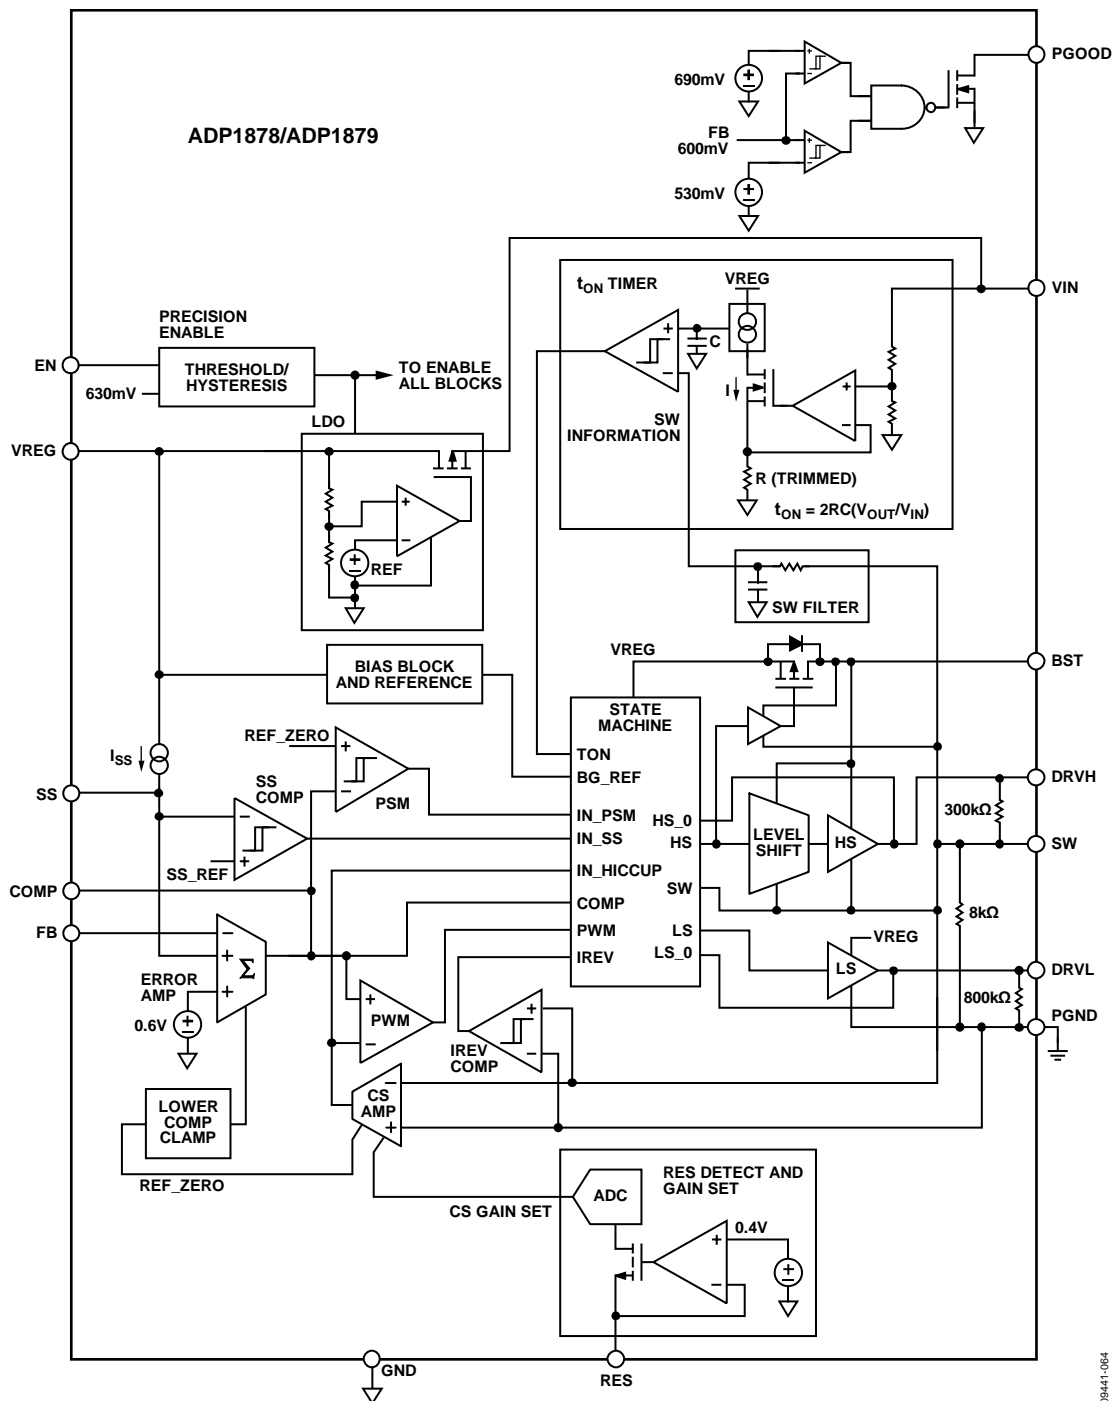 PGOOD
690mV
FB
600mV
530mV
ADP1878/ADP1879
tON TIMER
VREG
VIN
C
PRECISION
ENABLE
EN
THRESHOLD/
HYSTERESIS
630mV
TO ENABLE
ALL BLOCKS
I
SW
INFORMATION
LDO
VREG
R (TRIMMED)
tON = 2RC(VOUT/VIN)
REF
SW FILTER
VREG
BST
BIAS BLOCK
AND REFERENCE
STATE
MACHINE
REF_ZERO
ISS
TON
BG_REF
DRVH
SS
SS
COMP
PSM
IN_PSM
HS_0
300kΩ
IN_SS
HS
LEVEL
SHIFT
HS
SW
SS_REF
IN_HICCUP
COMP
SW
COMP
8kΩ
FB
PWM
LS
VREG
Σ
IREV
LS_0
LS
DRVL
ERROR
AMP
0.6V
800kΩ
PWM
PGND
IREV
COMP
CS
AMP
LOWER
COMP
CLAMP
REF_ZERO
CS GAIN SET
ADC
RES DETECT AND
GAIN SET
0.4V
GND
RES
09441-064